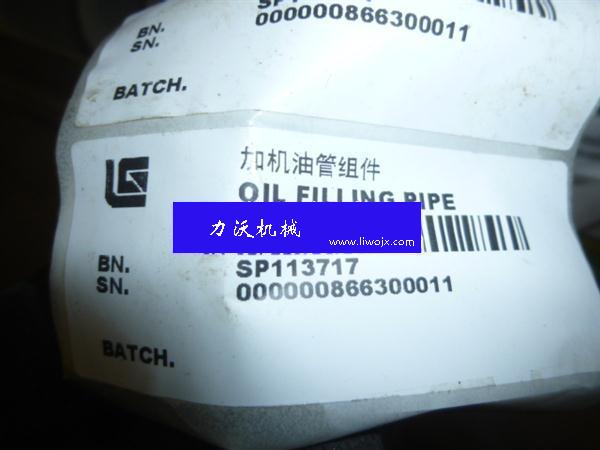 BN.
SN.
000000866300011
BATCH.
加机油管组件
OIL FILLING PIPE
力沃机械
www.liwojx.com
BN.
SP113717
SN.
000000866300011
BATCH.